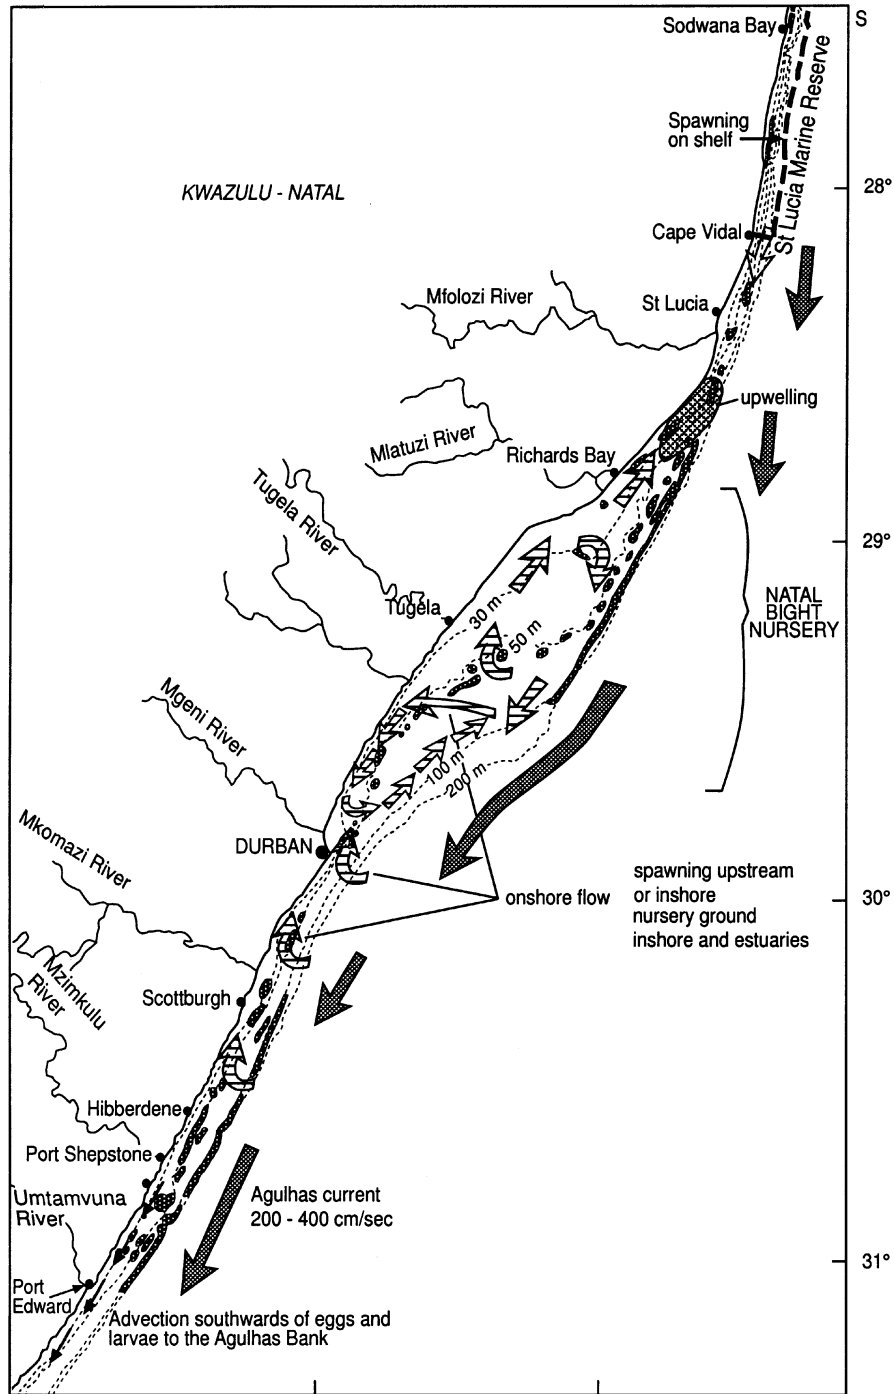 S
Sodwana Bay
St Lucia Marine Reserve
Spawning
on shelf
KWAZULU - NATAL
28°
Cape Vidal
Mfolozi River
St Lucia
upwelling
Mlatuzi River
Richards Bay
Tugela River
29°
NATAL
BIGHT
NURSERY
Tugela
30 m
50 m
Mgeni River
100 m
200 m
Mkomazi River
DURBAN
spawning upstream
or inshore
nursery ground
inshore and estuaries
onshore flow
30°
Mzimkulu
River
Scottburgh
Hibberdene
Port Shepstone
Umtamvuna
River
Agulhas current
200 - 400 cm/sec
31°
Port
Edward
Advection southwards of eggs and
larvae to the Agulhas Bank